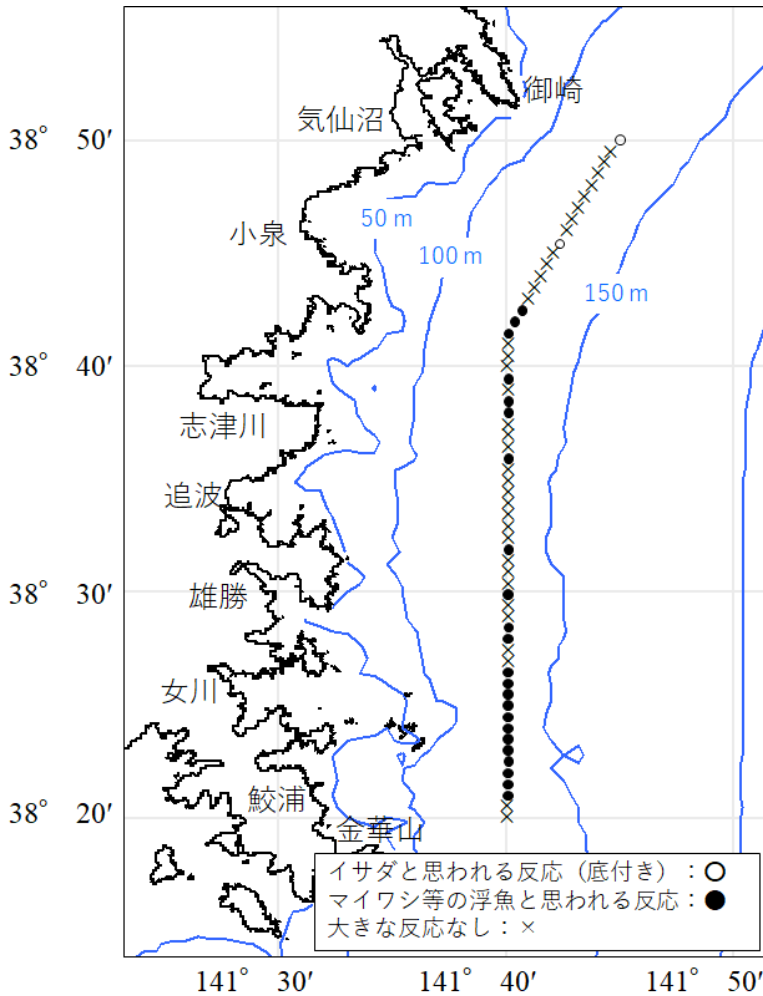 御崎
気仙沼
38° 50′
50 m
小泉
100 m
150 m
38° 40′
志津川
追波
38° 30′
雄勝
女川
鮫浦
38° 20′
金華山
イサダと思われる反応（底付き）：○
マイワシ等の浮魚と思われる反応：●
大きな反応なし：×
141° 30′
141° 40′
141° 50′